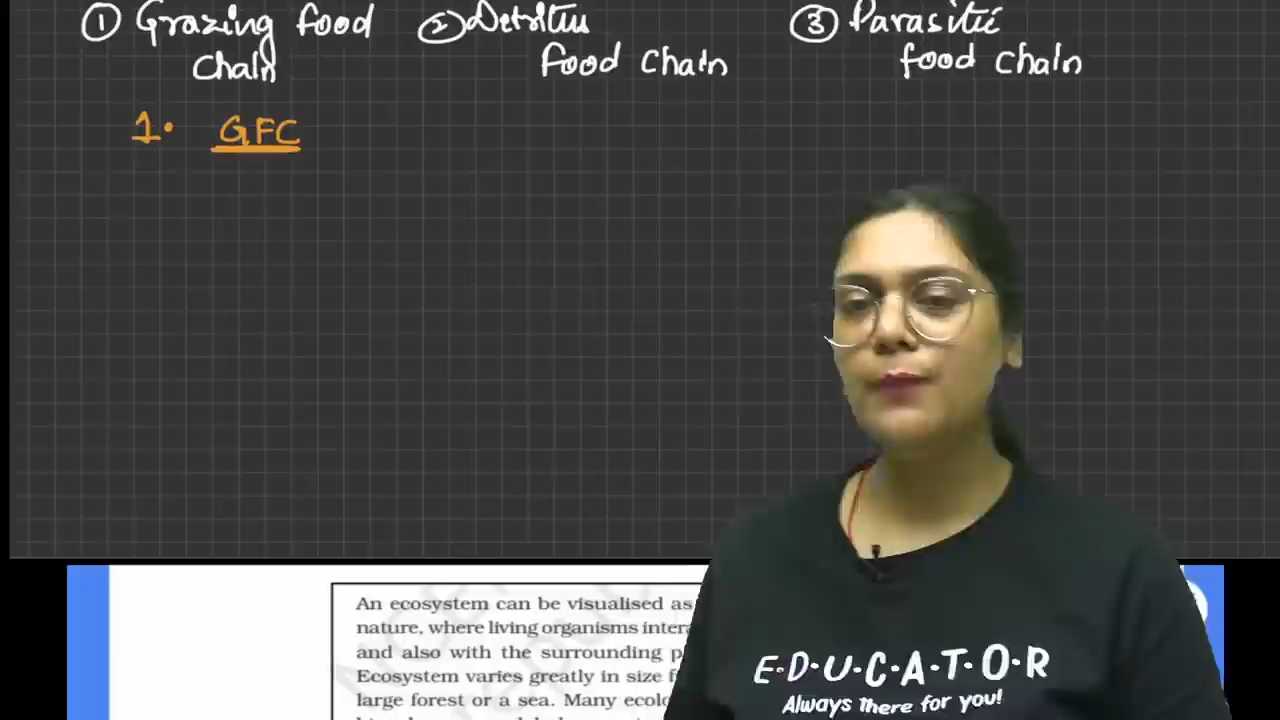 ① Grazing food ② Detritus ③ Parasitic
chain food chain food chain
1. GFC
An ecosystem can be visualised as
nature, where living organisms
and also with the surrounding
Ecosystem varies greatly in size
large forest or a sea. Many
E·D·U·C·A·T·O·R
Always there for you!